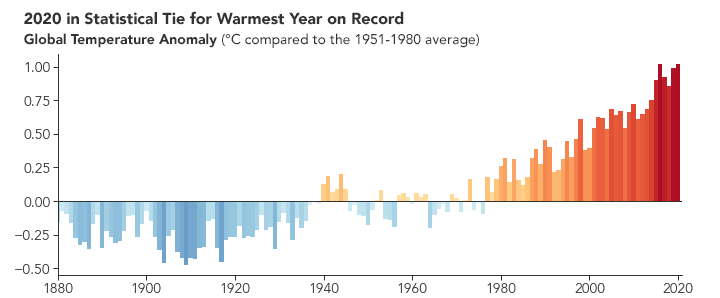 2020 in Statistical Tie for Warmest Year on Record
Global Temperature Anomaly (°C compared to the 1951-1980 average)
1.00
0.75
0.50
0.25
0.00
−0.25
−0.50
1880 1900 1920 1940 1960 1980 2000 2020